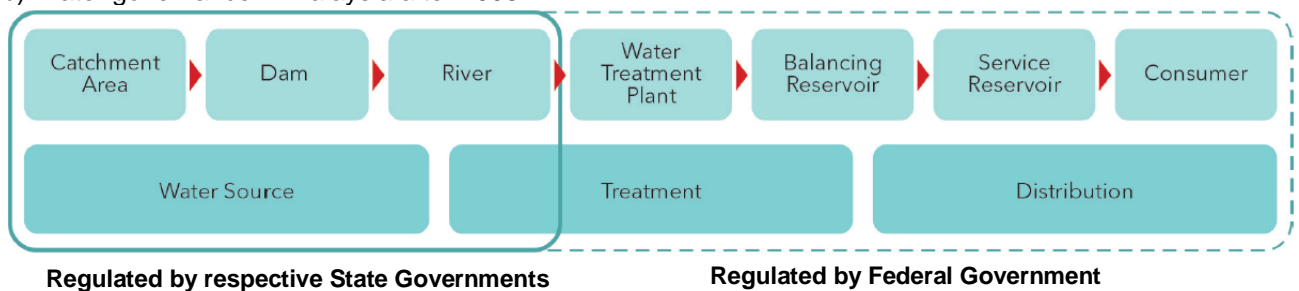 Catchment
Area
Dam
River
Water
Treatment
Plant
Balancing
Reservoir
Service
Reservoir
Consumer
Water Source
Treatment
Distribution
Regulated by respective State Governments
Regulated by Federal Government